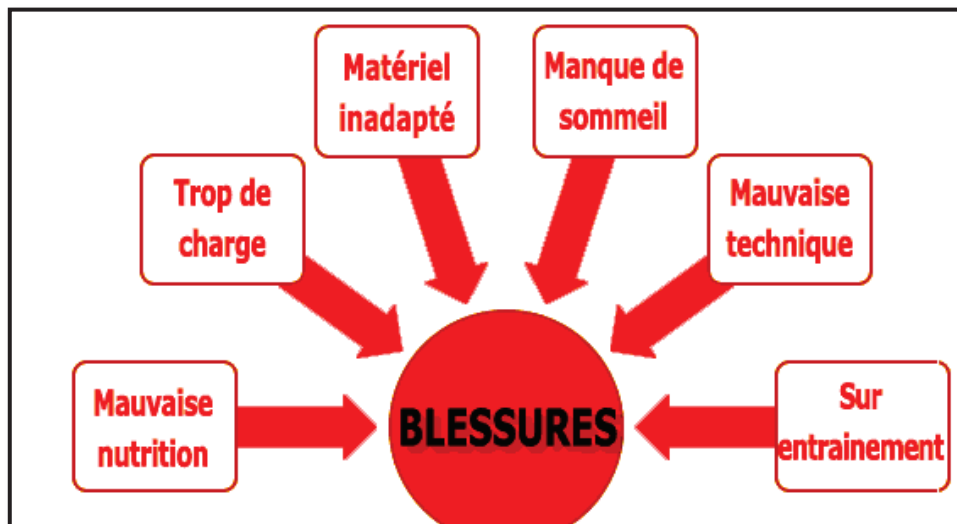 Matériel
inadapté
Manque de
sommeil
Trop de
charge
Mauvaise
technique
Mauvaise
nutrition
BLESSURES
Sur
entrainement